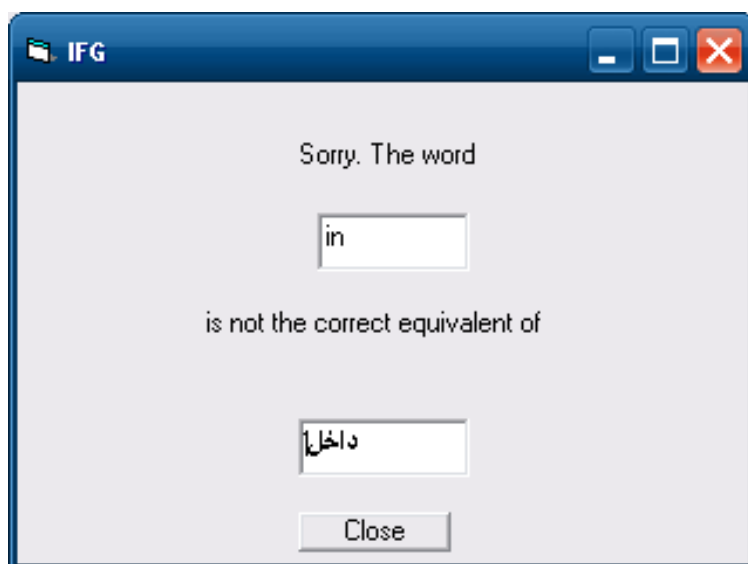 IFG
Sorry. The word
in
is not the correct equivalent of
داخل
Close